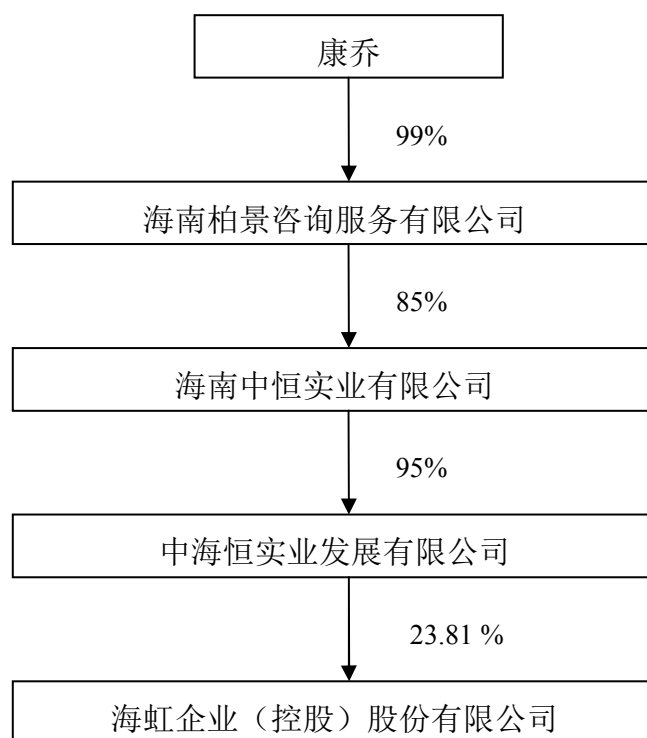 康乔
99%
海南柏景咨询服务有限公司
85%
海南中恒实业有限公司
95%
中海恒实业发展有限公司
23.81 %
海虹企业（控股）股份有限公司